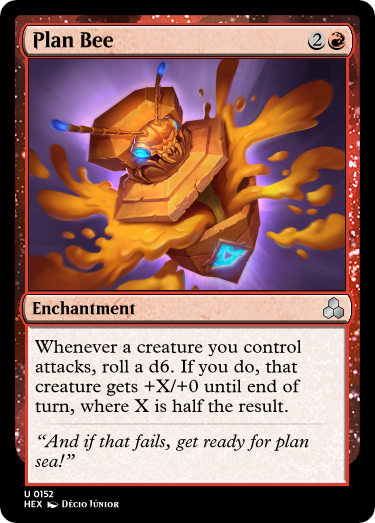 Plan Bee
2
Enchantment
Whenever a creature you control
attacks, roll a d6. If you do, that
creature gets +X/+0 until end of
turn, where X is half the result.
“And if that fails, get ready for plan
sea!”
U 0152
HEX Décio Júnior